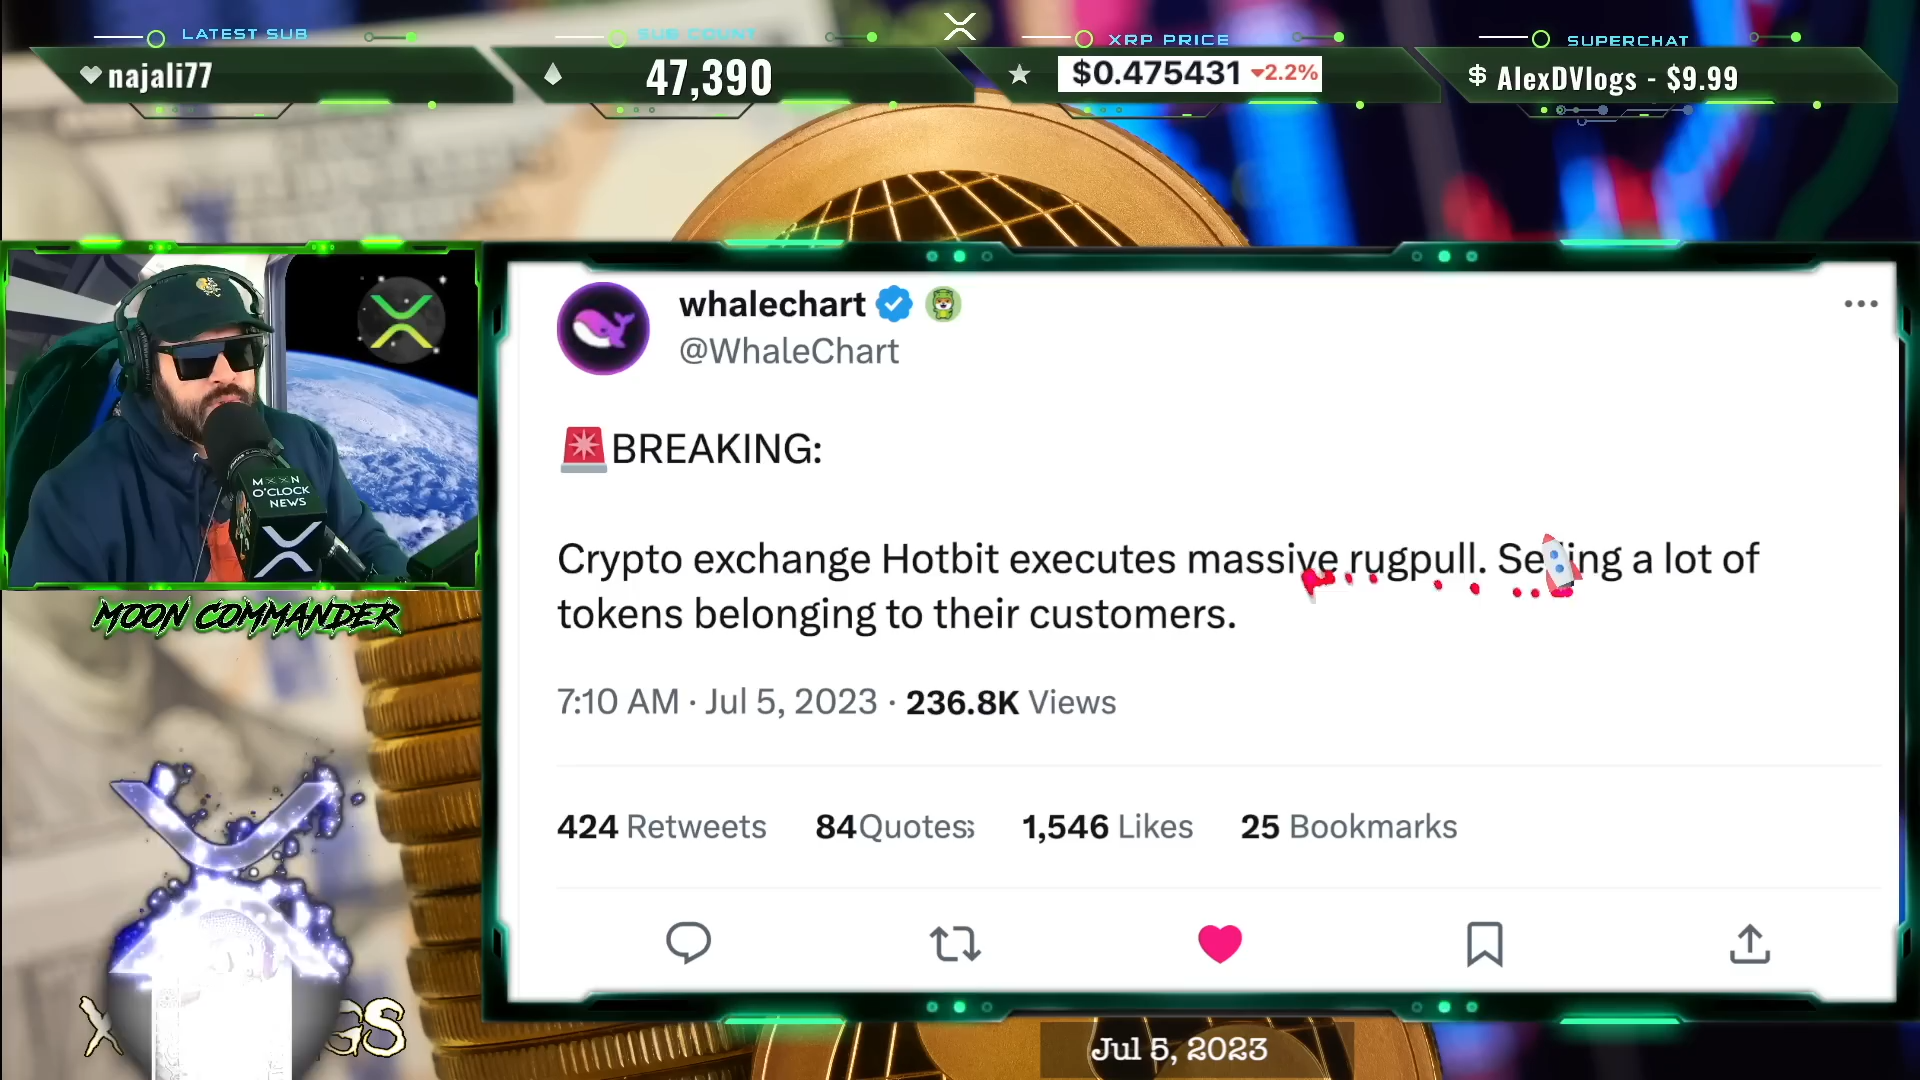 LATEST SUB
najali77
SUB COUNT
47,390
XRP PRICE
$0.475431 2.2%
SUPERCHAT
$ AlexDVlogs - $9.99
MOON O'CLOCK NEWS
MOON COMMANDER
whalechart
@WhaleChart
BREAKING:
Crypto exchange Hotbit executes massive rugpull. Selling a lot of
tokens belonging to their customers.
7:10 AM · Jul 5, 2023 · 236.8K Views
424 Retweets 84 Quotes 1,546 Likes 25 Bookmarks
Jul 5, 2023